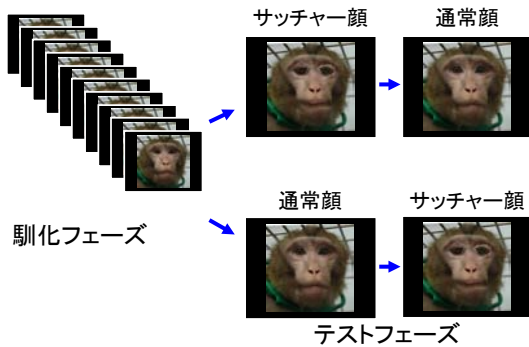 サッチャー顔
通常顔
馴化フェーズ
通常顔
サッチャー顔
テストフェーズ